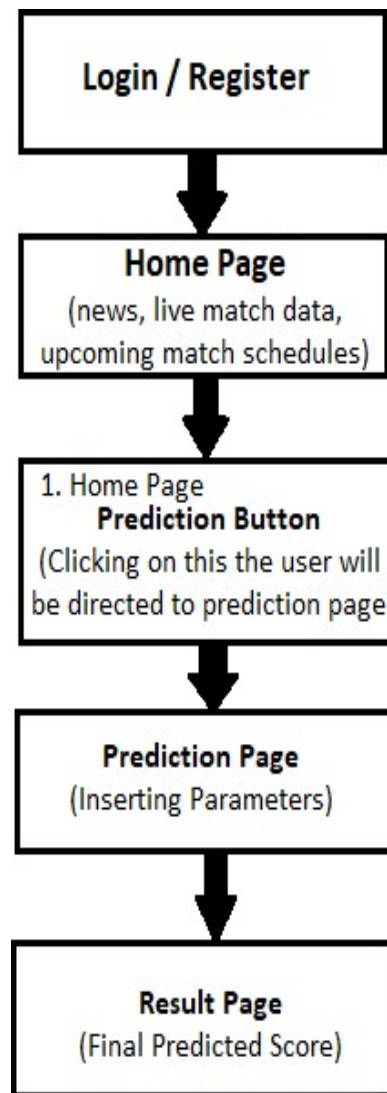 Login / Register
Home Page
(news, live match data,
upcoming match schedules)
1. Home Page
Prediction Button
(Clicking on this the user will
be directed to prediction page
Prediction Page
(Inserting Parameters)
Result Page
(Final Predicted Score)